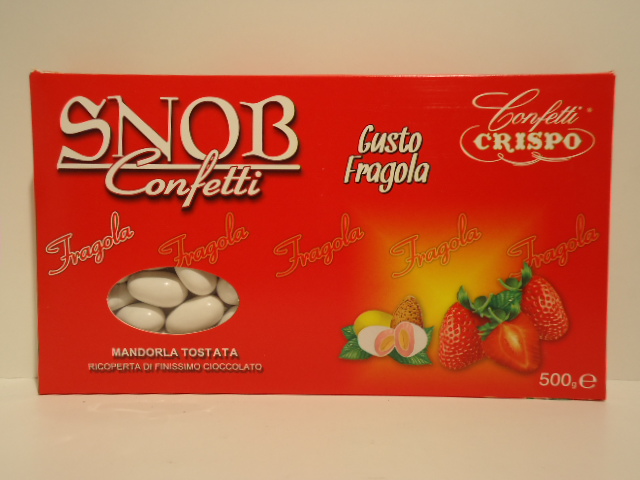 SNOB
Confetti
Gusto
Fragola
Confetti®
CRISPO
Fragola Fragola Fragola Fragola Fragola
MANDORLA TOSTATA
RICOPERTA DI FINISSIMO CIOCCOLATO
500g ℮